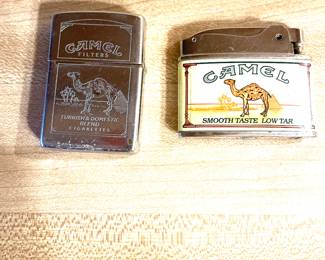 CAMEL
FILTERS
TURKISH & DOMESTIC
BLEND
CIGARETTES
CAMEL
SMOOTH TASTE LOW TAR